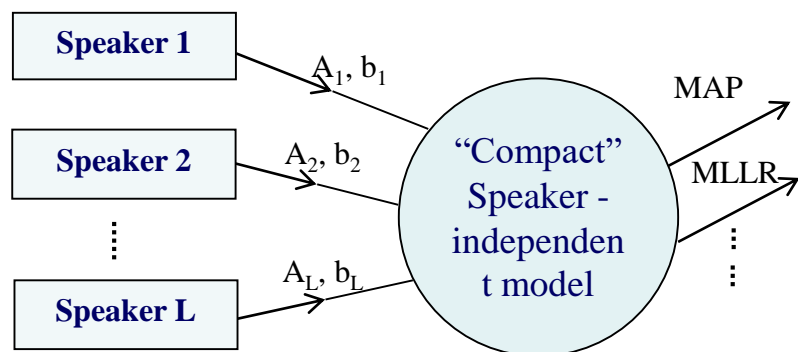 Speaker 1
A1, b1
Speaker 2
A2, b2
Speaker L
AL, bL
“Compact”
Speaker -
independen
t model
MAP
MLLR